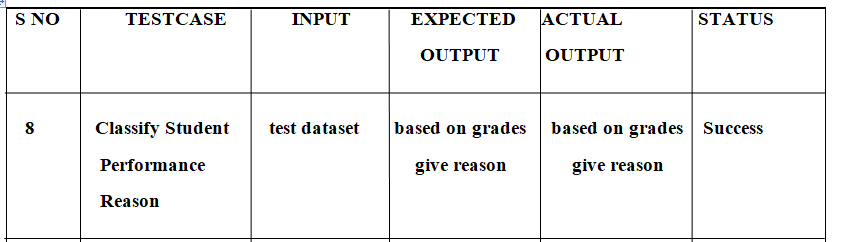 S NO TESTCASE INPUT EXPECTED OUTPUT ACTUAL OUTPUT STATUS
8 Classify Student Performance Reason test dataset based on grades give reason based on grades give reason Success